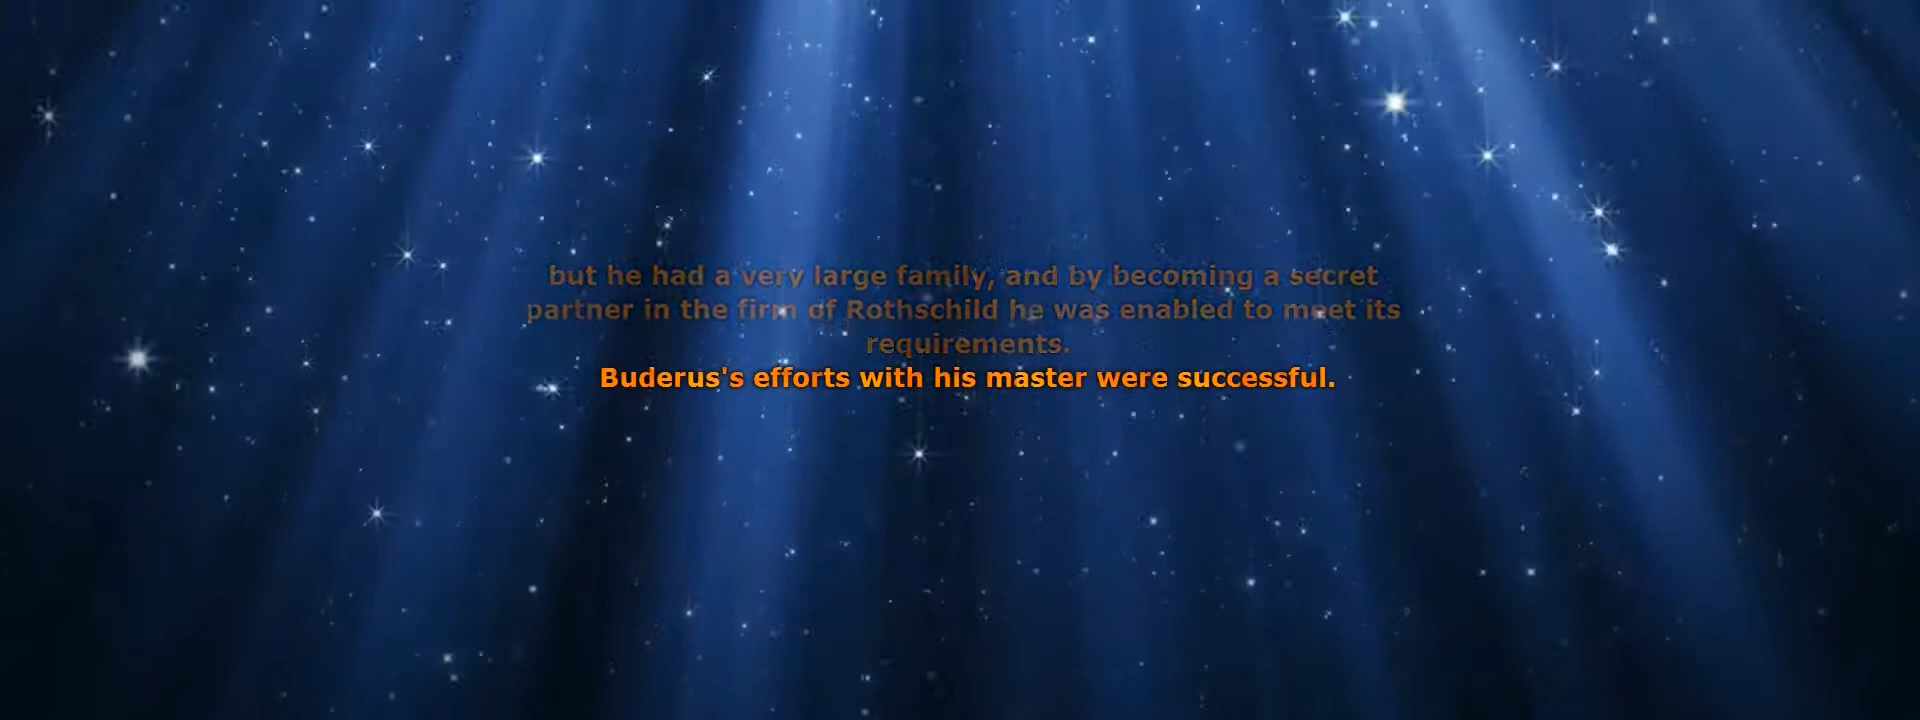 but he had a very large family, and by becoming a secret
partner in the firm of Rothschild he was enabled to meet its
requirements.
Buderus's efforts with his master were successful.